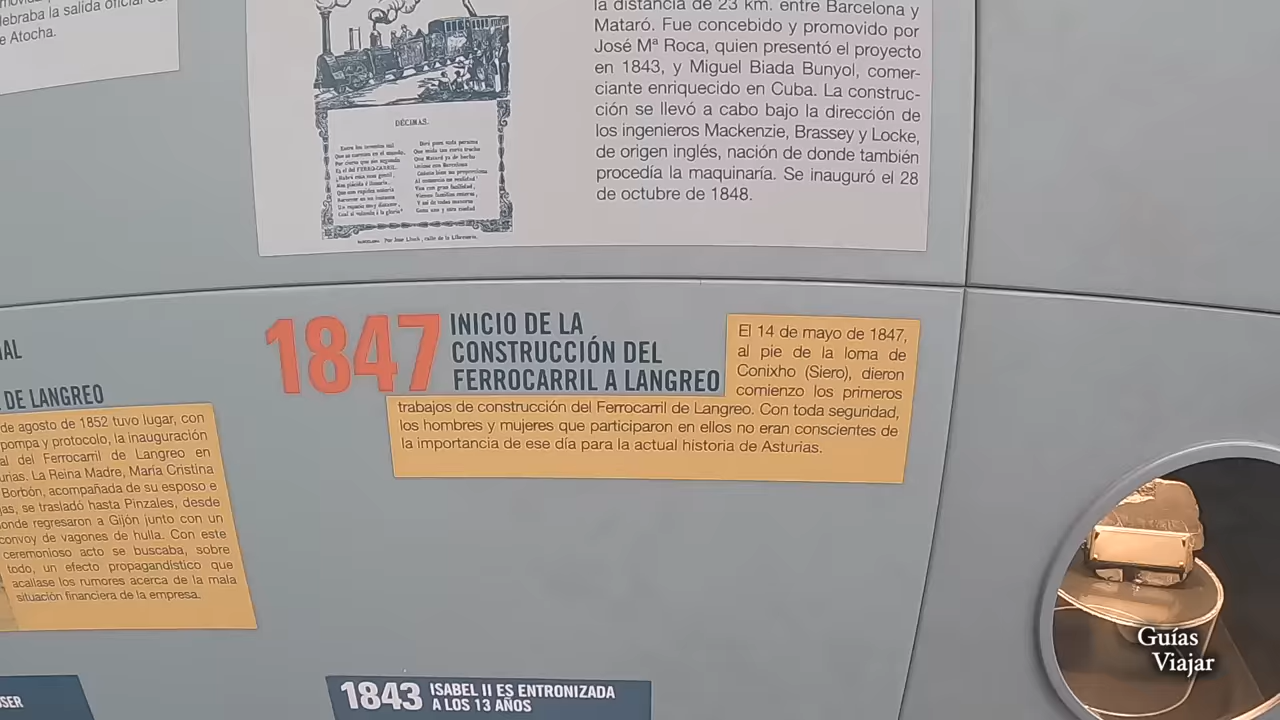 lebraba la salida oficial
e Atocha.
la distancia de 23 km. entre Barcelona y
Mataró. Fue concebido y promovido por
José Mª Roca, quien presentó el proyecto
en 1843, y Miguel Biada Bunyol, comer-
ciante enriquecido en Cuba. La construc-
ción se llevó a cabo bajo la dirección de
los ingenieros Mackenzie, Brassey y Locke,
de origen inglés, nación de donde también
procedía la maquinaría. Se inauguró el 28
de octubre de 1848.
DÉCIMAS.
1847
INICIO DE LA
CONSTRUCCIÓN DEL
FERROCARRIL A LANGREO
El 14 de mayo de 1847,
al pie de la loma de
Conixho (Siero), dieron
comienzo los primeros
trabajos de construcción del Ferrocarril de Langreo. Con toda seguridad,
los hombres y mujeres que participaron en ellos no eran conscientes de
la importancia de ese día para la actual historia de Asturias.
DE LANGREO
de agosto de 1852 tuvo lugar, con
pompa y protocolo, la inauguración
al del Ferrocarril de Langreo en
urias. La Reina Madre, María Cristina
Borbón, acompañada de su esposo e
jas, se trasladó hasta Pinzales, desde
onde regresaron a Gijón junto con un
convoy de vagones de hulla. Con este
ceremonioso acto se buscaba, sobre
todo, un efecto propagandístico que
acallase los rumores acerca de la mala
situación financiera de la empresa.
1843 ISABEL II ES ENTRONIZADA
A LOS 13 AÑOS
Guías
Viajar